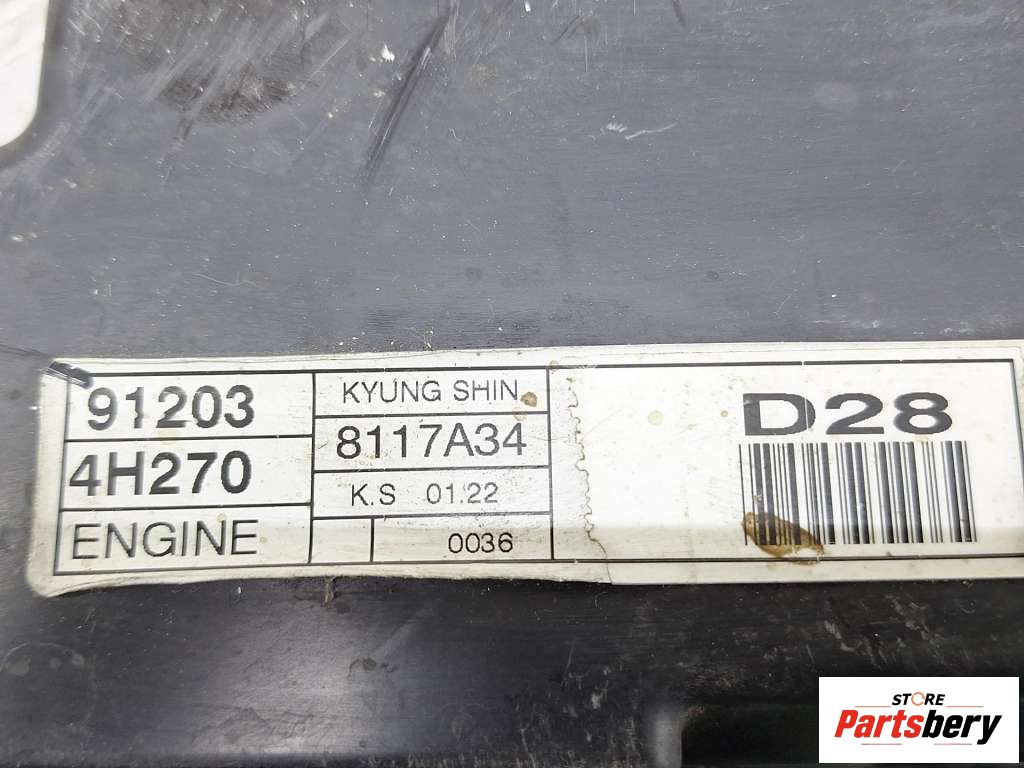 91203
4H270
ENGINE
KYUNG SHIN
8117A34
K.S 01.22
0036
D28
STORE
Partsbery